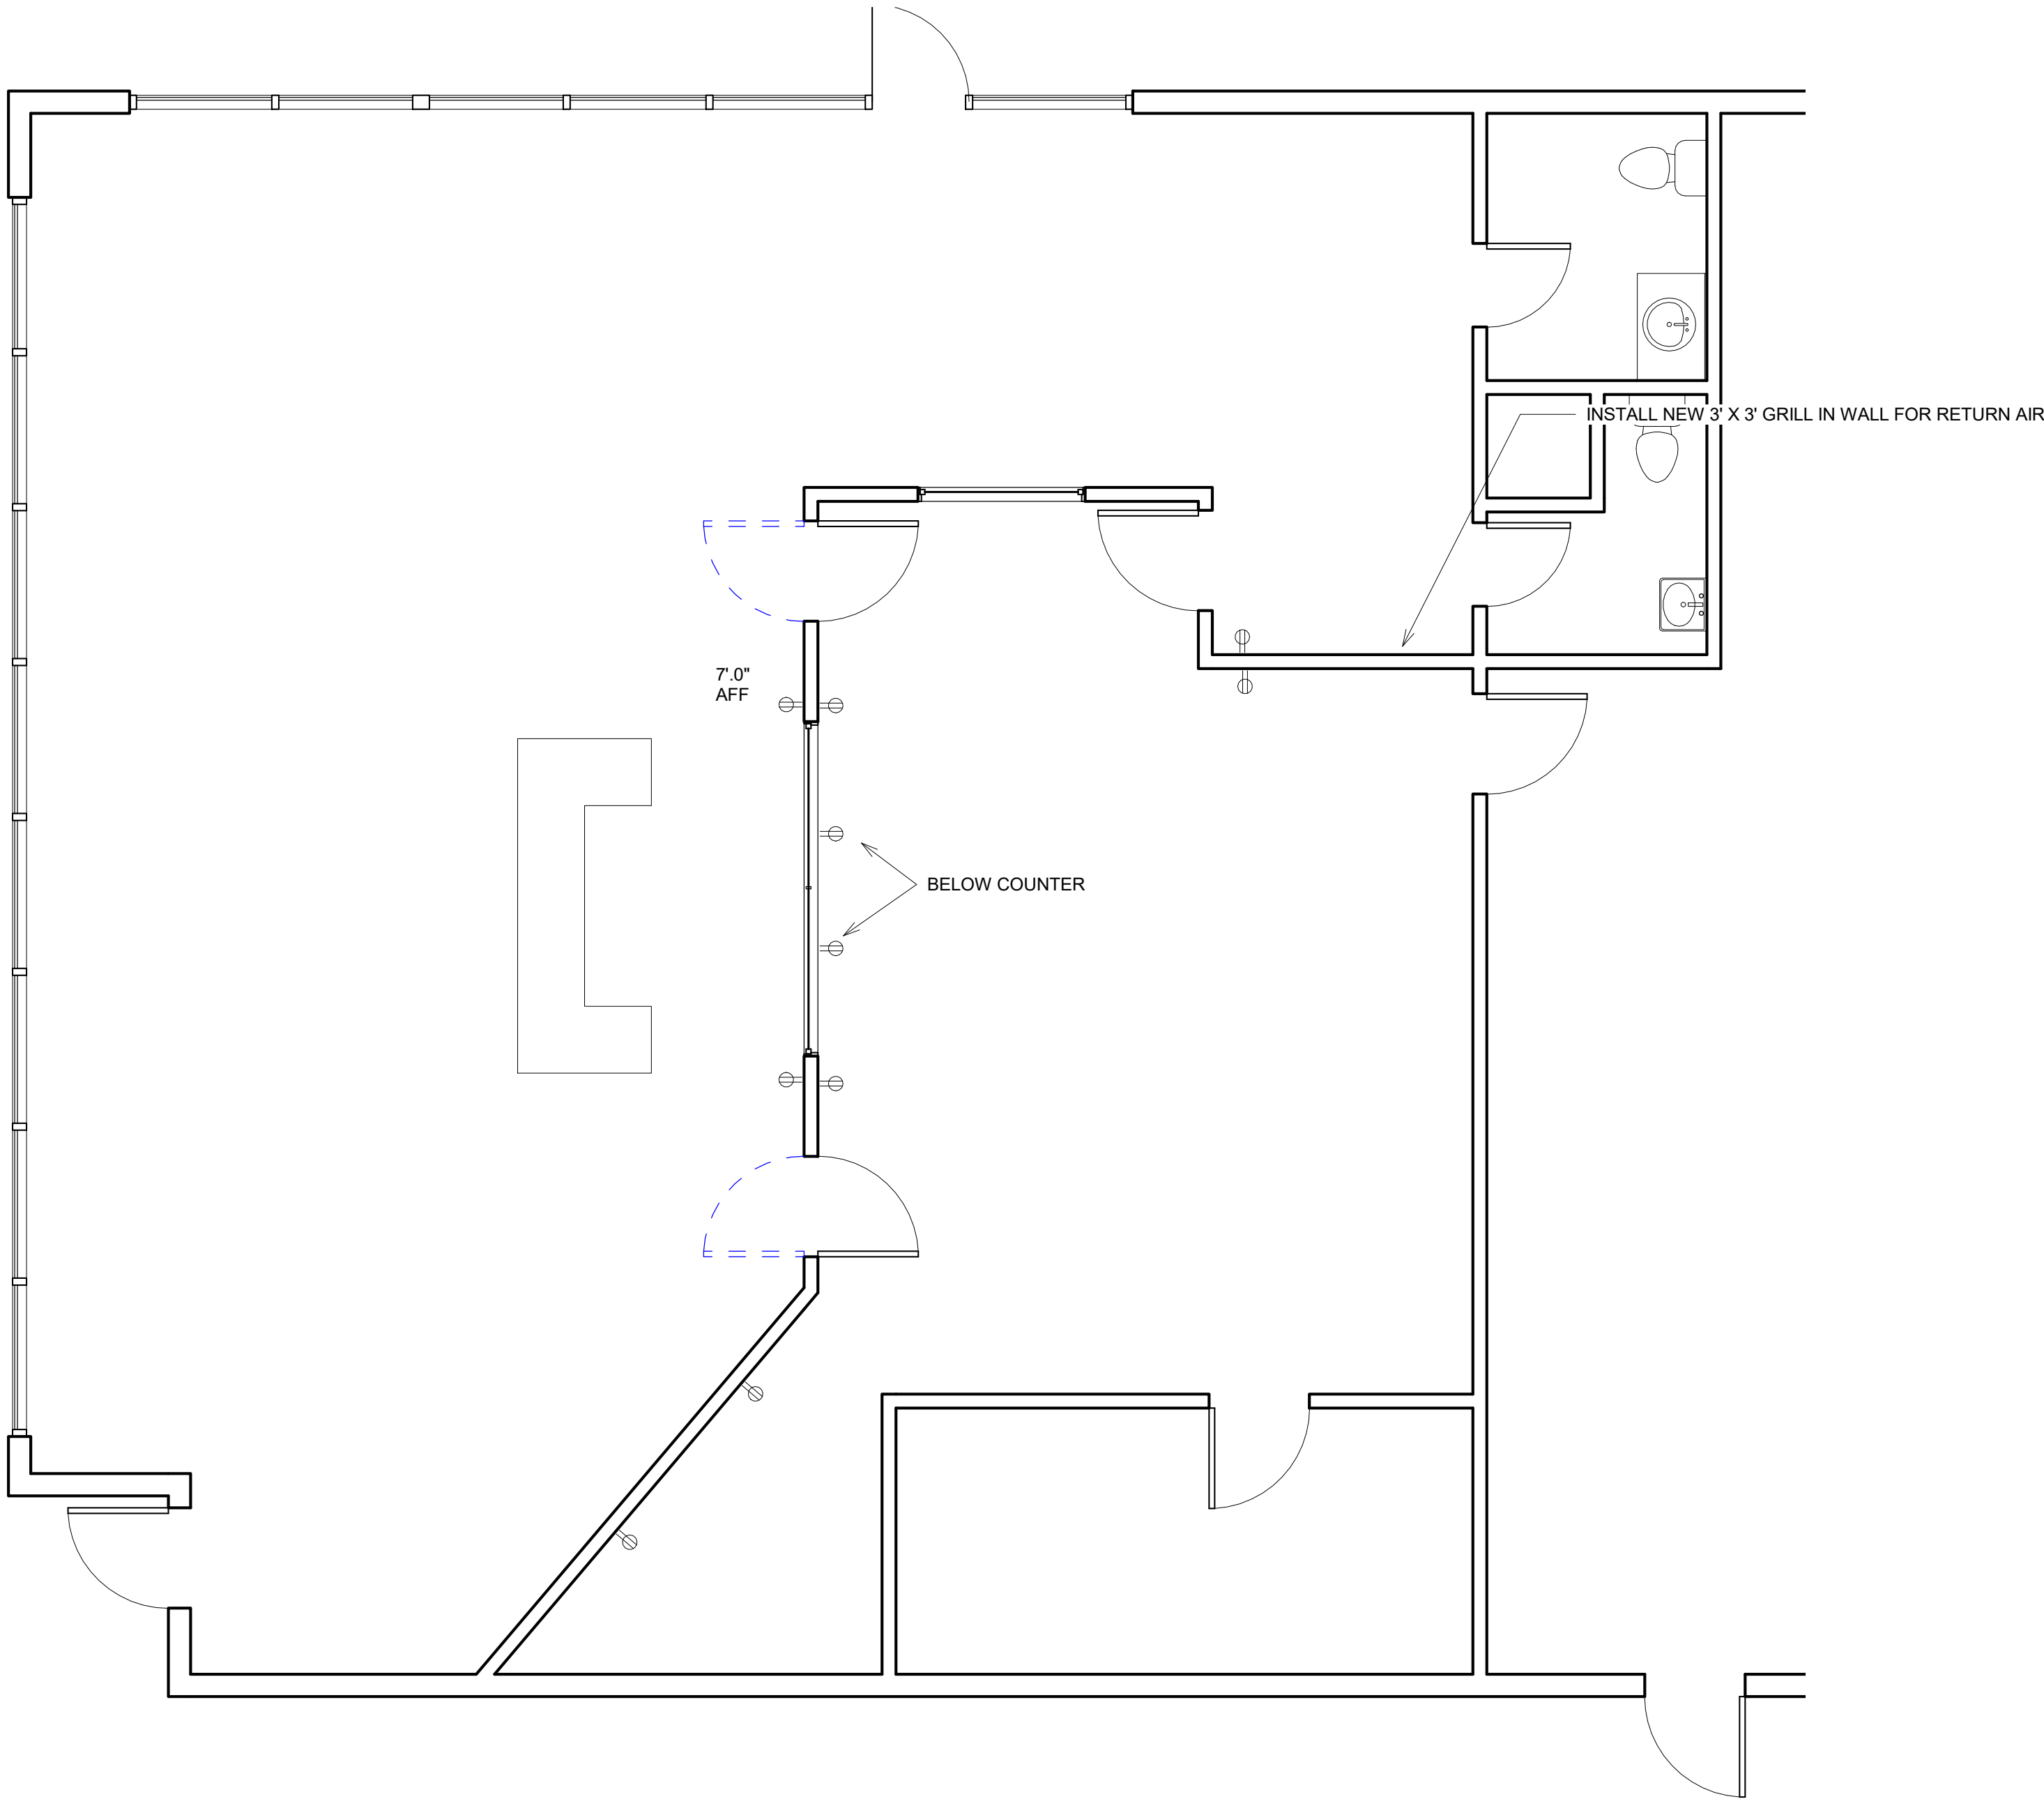 INSTALL NEW 3' X 3' GRILL IN WALL FOR RETURN AIR
7'.0"
AFF
BELOW COUNTER